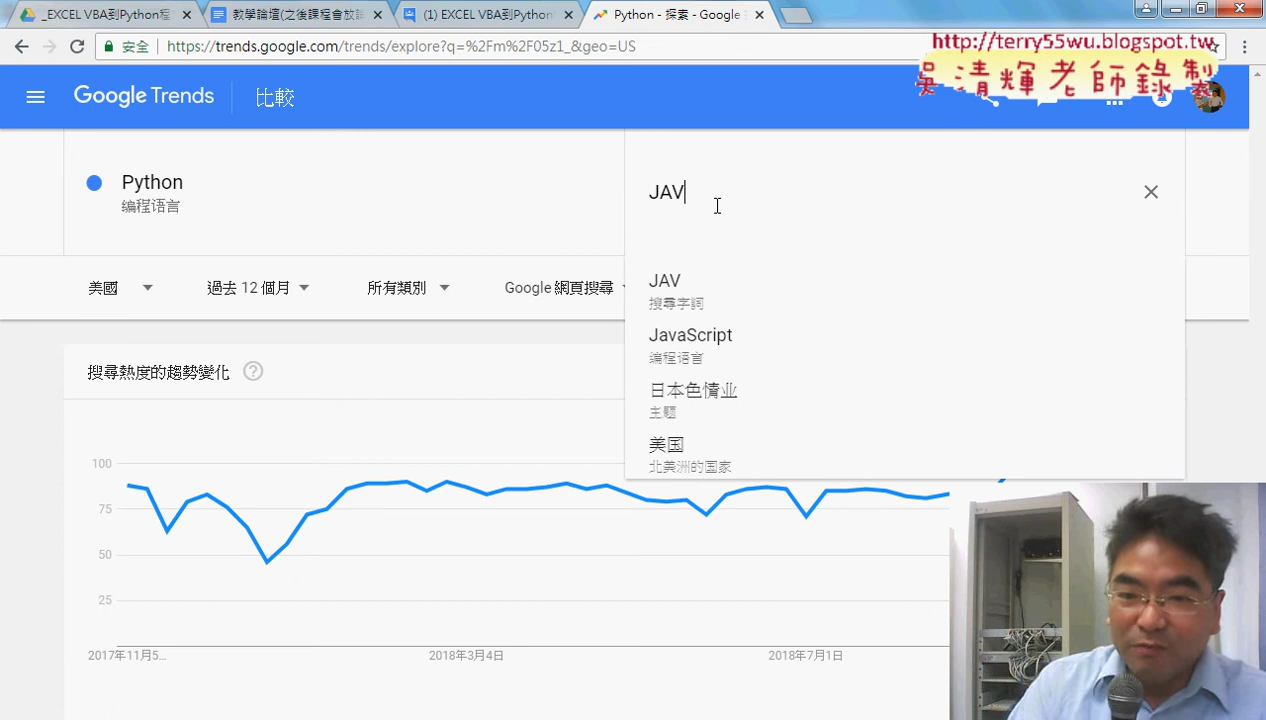 _EXCEL VBA到Python程
教學論壇(之後課程會放論
(1) EXCEL VBA到Python
Python - 探索 - Google
安全
https://trends.google.com/trends/explore?q=%2Fm%2F05z1_&geo=US
http://terry55wu.blogspot.tw
吳清輝老師錄製
Google Trends
比較
Python
编程语言
JAV
美國
過去 12 個月
所有類別
Google 網頁搜尋
JAV
搜尋字詞
JavaScript
编程语言
日本色情业
主題
美国
北美洲的国家
搜尋熱度的趨勢變化
?
100
75
50
25
2017年11月5...
2018年3月4日
2018年7月1日